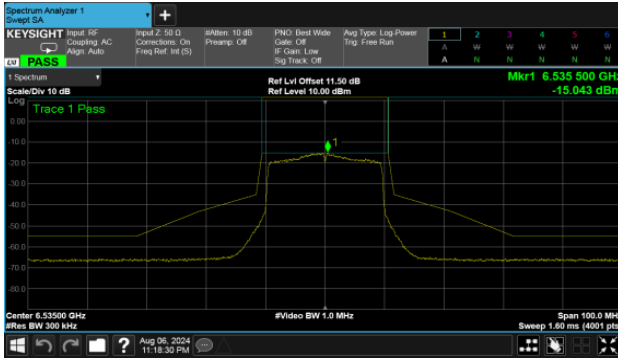 Spectrum Analyzer 1
Swept SA
KEYSIGHT Input: RF Input Z: 50 Ω #Atten: 10 dB PNO: Best Wide Avg Type: Log-Power 1 2 3 4 5 6
Coupling: AC Corrections: On Preamp: Off Gate: Off Trig: Free Run A W W W W W
Align: Auto Freq Ref: Int (S) IF Gain: Low
LXI PASS Sig Track: Off A N N N N N
1 Spectrum Ref Lvl Offset 11.50 dB Mkr1 6.535 500 GHz
Scale/Div 10 dB Ref Level 10.00 dBm -15.043 dBm
Log Trace 1 Pass
0.00
1
-10.0
-20.0
-30.0
-40.0
-50.0
-60.0
-70.0
-80.0
Center 6.53500 GHz #Video BW 1.0 MHz Span 100.0 MH
#Res BW 300 kHz Sweep 1.60 ms (4001 pts
? Aug 06, 2024
11:18:30 PM